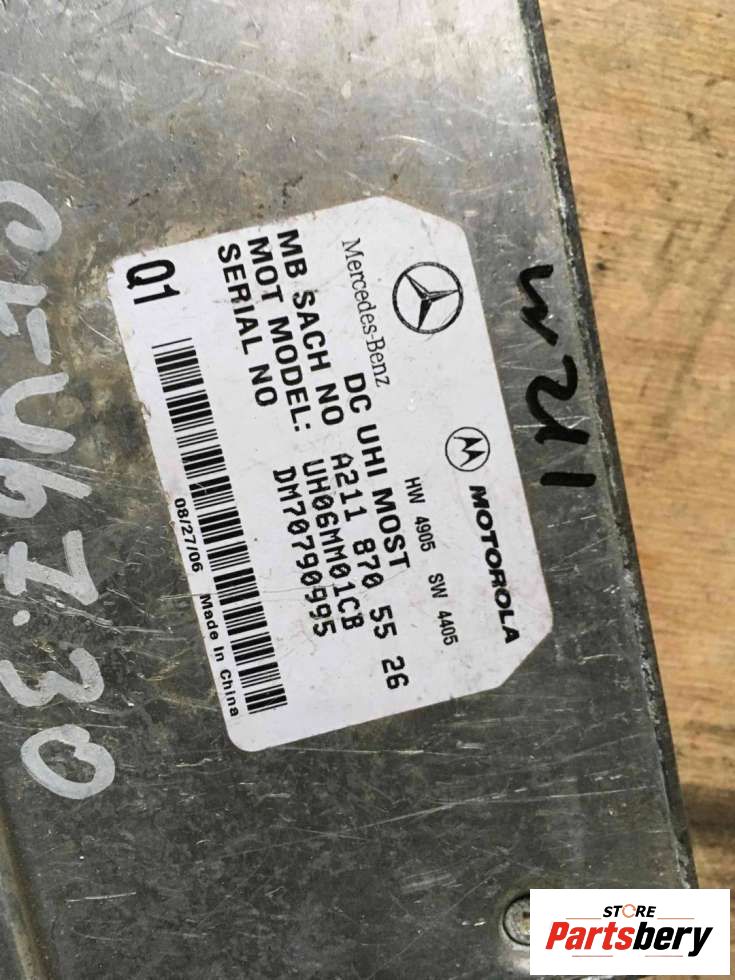 W211
Mercedes-Benz
MOTOROLA
HW 4905 SW 4405
DC UHI MOST
MB SACH NO A211 870 55 26
MOT MODEL: UH06MM01CB
SERIAL NO DM70790995
Q1
08/27/06 Made In China
STORE
Partsbery